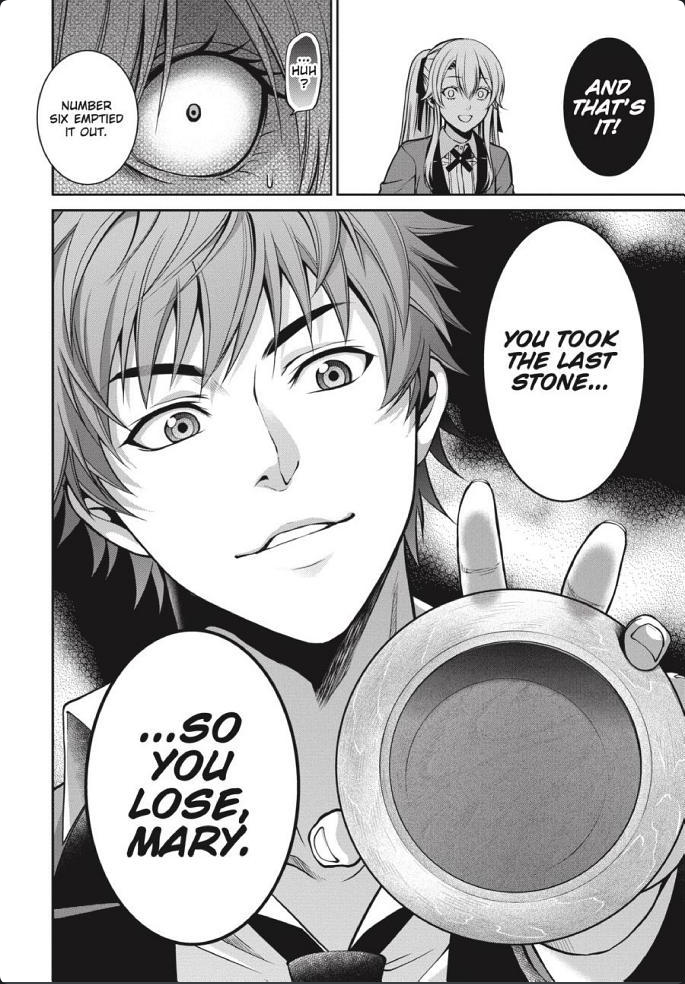 AND
THAT'S
IT!
...
HUH
?
NUMBER
SIX EMPTIED
IT OUT.
YOU TOOK
THE LAST
STONE...
...SO
YOU
LOSE,
MARY.